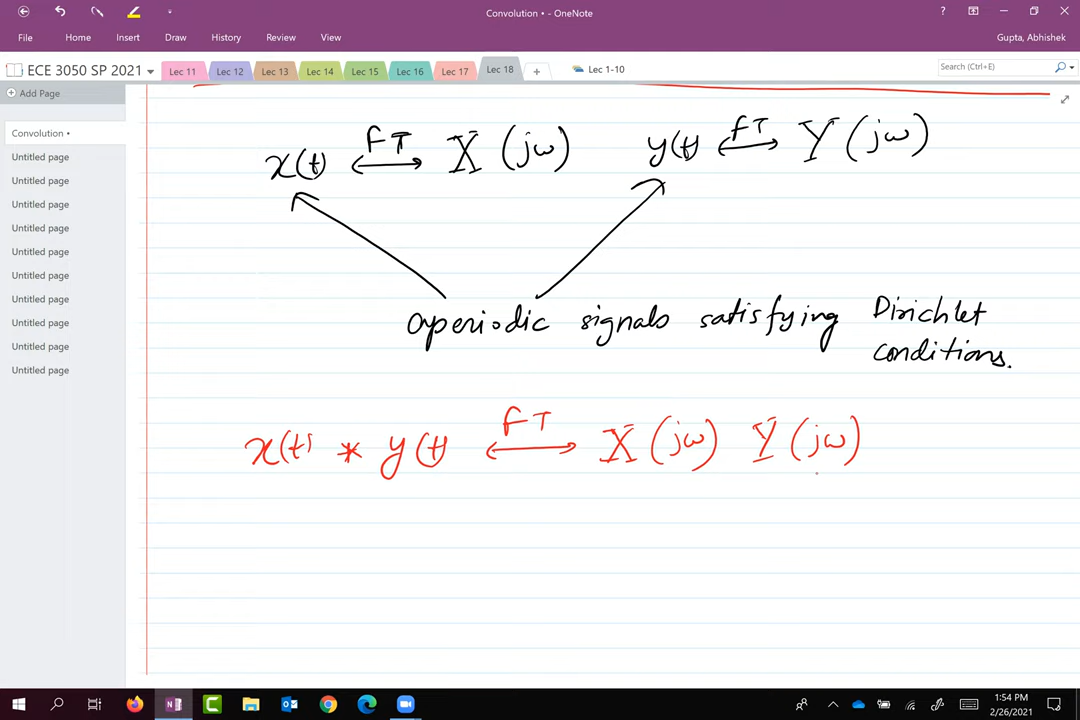 Convolution • - OneNote
Gupta, Abhishek
File Home Insert Draw History Review View
ECE 3050 SP 2021 Lec 11 Lec 12 Lec 13 Lec 14 Lec 15 Lec 16 Lec 17 Lec 18 + Lec 1-10 Search (Ctrl+E)
Add Page
Convolution •
Untitled page
Untitled page
Untitled page
Untitled page
Untitled page
Untitled page
Untitled page
Untitled page
Untitled page
Untitled page
x(t) ⟷ FT X(jω) y(t) ⟷ FT Y(jω)
aperiodic signals satisfying Dirichlet
conditions.
x(t) * y(t) ⟷ FT X(jω) Y(jω)
1:54 PM
2/26/2021